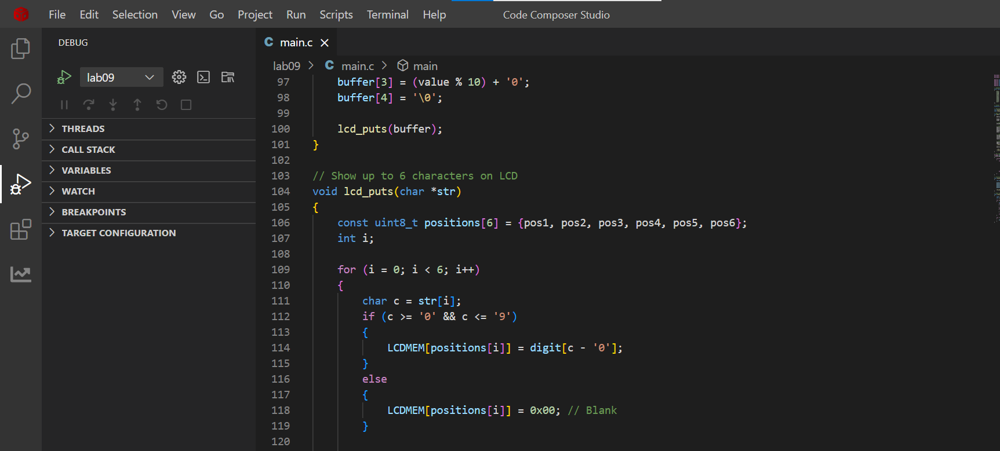 File Edit Selection View Go Project Run Scripts Terminal Help Code Composer Studio
DEBUG
lab09
THREADS
CALL STACK
VARIABLES
WATCH
BREAKPOINTS
TARGET CONFIGURATION
C main.c
lab09 > C main.c > main
97 buffer[3] = (value % 10) + '0';
98 buffer[4] = '\0';
99
100 lcd_puts(buffer);
101 }
102
103 // Show up to 6 characters on LCD
104 void lcd_puts(char *str)
105 {
106 const uint8_t positions[6] = {pos1, pos2, pos3, pos4, pos5, pos6};
107 int i;
108
109 for (i = 0; i < 6; i++)
110 {
111 char c = str[i];
112 if (c >= '0' && c <= '9')
113 {
114 LCDMEM[positions[i]] = digit[c - '0'];
115 }
116 else
117 {
118 LCDMEM[positions[i]] = 0x00; // Blank
119 }
120